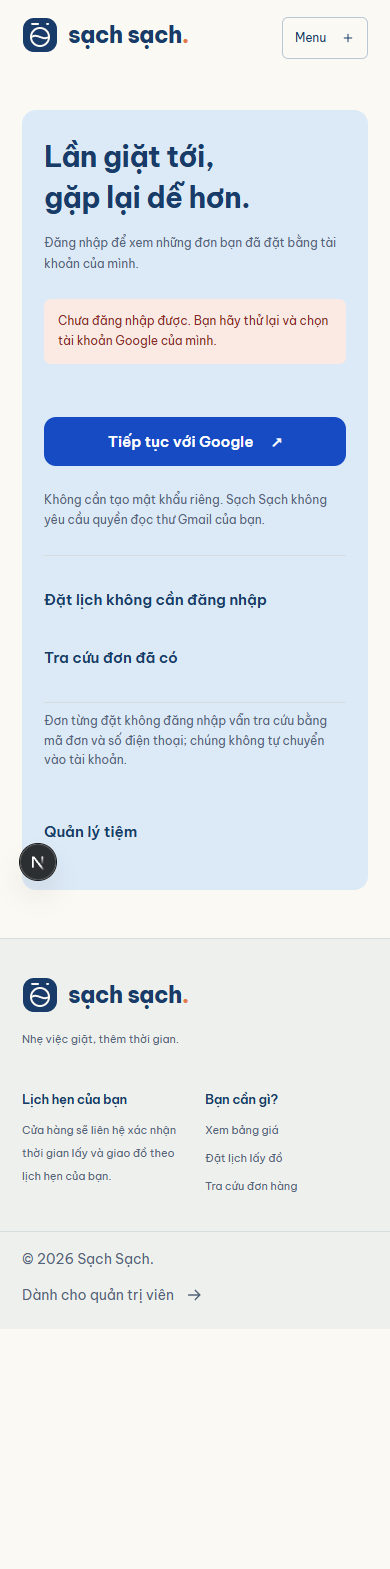 sạch sạch.
Menu +
Lần giặt tới,
gặp lại dễ hơn.
Đăng nhập để xem những đơn bạn đã đặt bằng tài
khoản của mình.
Chưa đăng nhập được. Bạn hãy thử lại và chọn
tài khoản Google của mình.
Tiếp tục với Google ↗
Không cần tạo mật khẩu riêng. Sạch Sạch không
yêu cầu quyền đọc thư Gmail của bạn.
Đặt lịch không cần đăng nhập
Tra cứu đơn đã có
Đơn từng đặt không đăng nhập vẫn tra cứu bằng
mã đơn và số điện thoại; chúng không tự chuyển
vào tài khoản.
Quản lý tiệm
N
sạch sạch.
Nhẹ việc giặt, thêm thời gian.
Lịch hẹn của bạn
Cửa hàng sẽ liên hệ xác nhận
thời gian lấy và giao đồ theo
lịch hẹn của bạn.
Bạn cần gì?
Xem bảng giá
Đặt lịch lấy đồ
Tra cứu đơn hàng
© 2026 Sạch Sạch.
Dành cho quản trị viên →